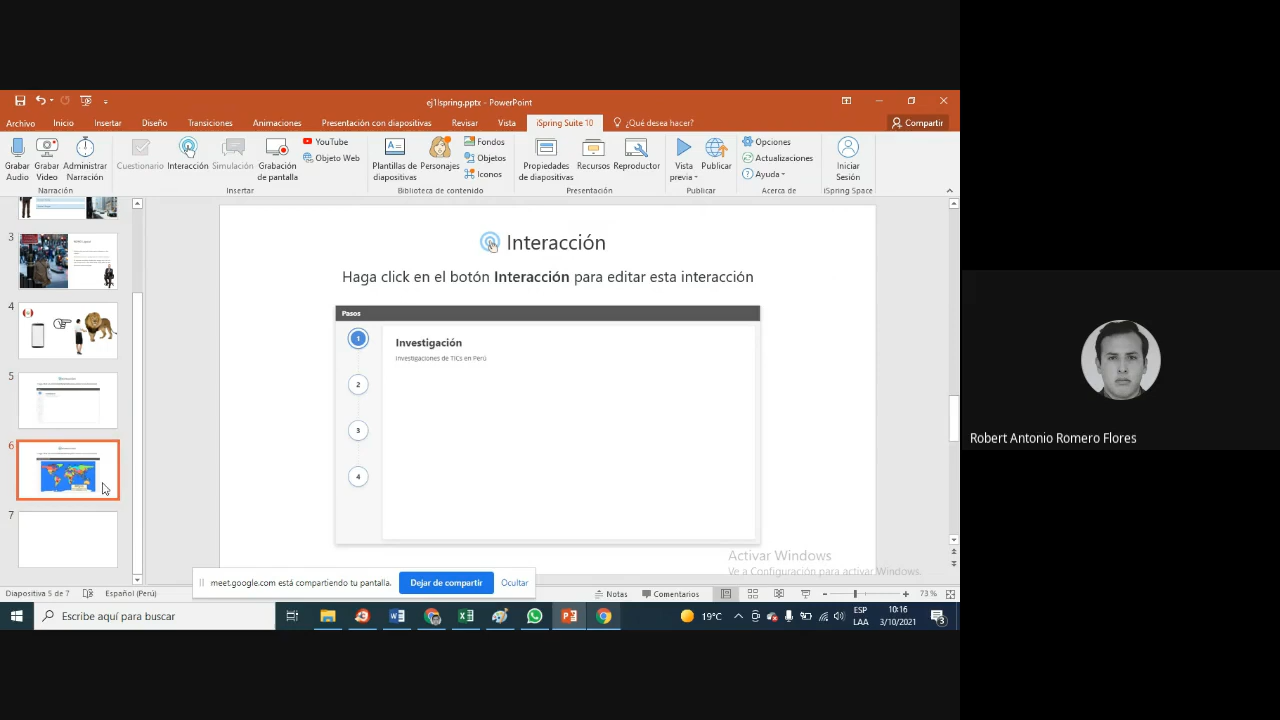 ej1Ispring.pptx - PowerPoint
Archivo
Inicio
Insertar
Diseño
Transiciones
Animaciones
Presentación con diapositivas
Revisar
Vista
iSpring Suite 10
¿Qué desea hacer?
Compartir
Grabar Audio
Grabar Video
Administrar Narración
Narración
Cuestionario
Interacción
Simulación
Grabación de pantalla
YouTube
Objeto Web
Insertar
Plantillas de diapositivas
Personajes
Fondos
Objetos
Iconos
Biblioteca de contenido
Propiedades de diapositivas
Recursos
Reproductor
Presentación
Vista previa
Publicar
Publicar
Opciones
Actualizaciones
Ayuda
Acerca de
Iniciar Sesión
iSpring Space
3
4
5
6
7
Interacción
Haga click en el botón Interacción para editar esta interacción
Pasos
1
2
3
4
Investigación
Investigaciones de TICs en Perú
Activar Windows
Ve a Configuración para activar Windows.
meet.google.com está compartiendo tu pantalla.
Dejar de compartir
Ocultar
Diapositiva 5 de 7
Español (Perú)
Notas
Comentarios
73 %
Escribe aquí para buscar
19°C
ESP
LAA
10:16
3/10/2021
3
Robert Antonio Romero Flores